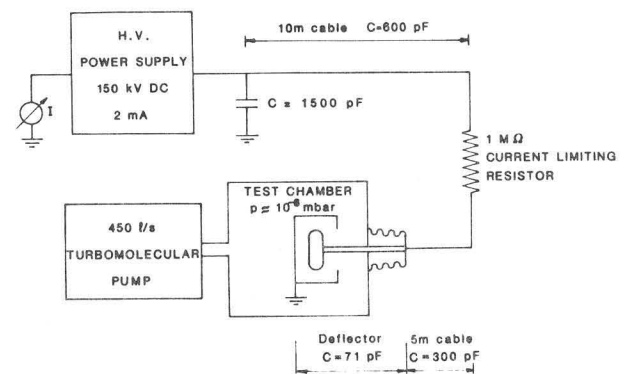 H.V.
POWER SUPPLY
150 kV DC
2 mA
I
10m cable C=600 pF
C = 1500 pF
1 MΩ
CURRENT LIMITING
RESISTOR
TEST CHAMBER
p = 10⁻⁶ mbar
450 ℓ/s
TURBOMOLECULAR
PUMP
Deflector
C=71 pF
5m cable
C=300 pF